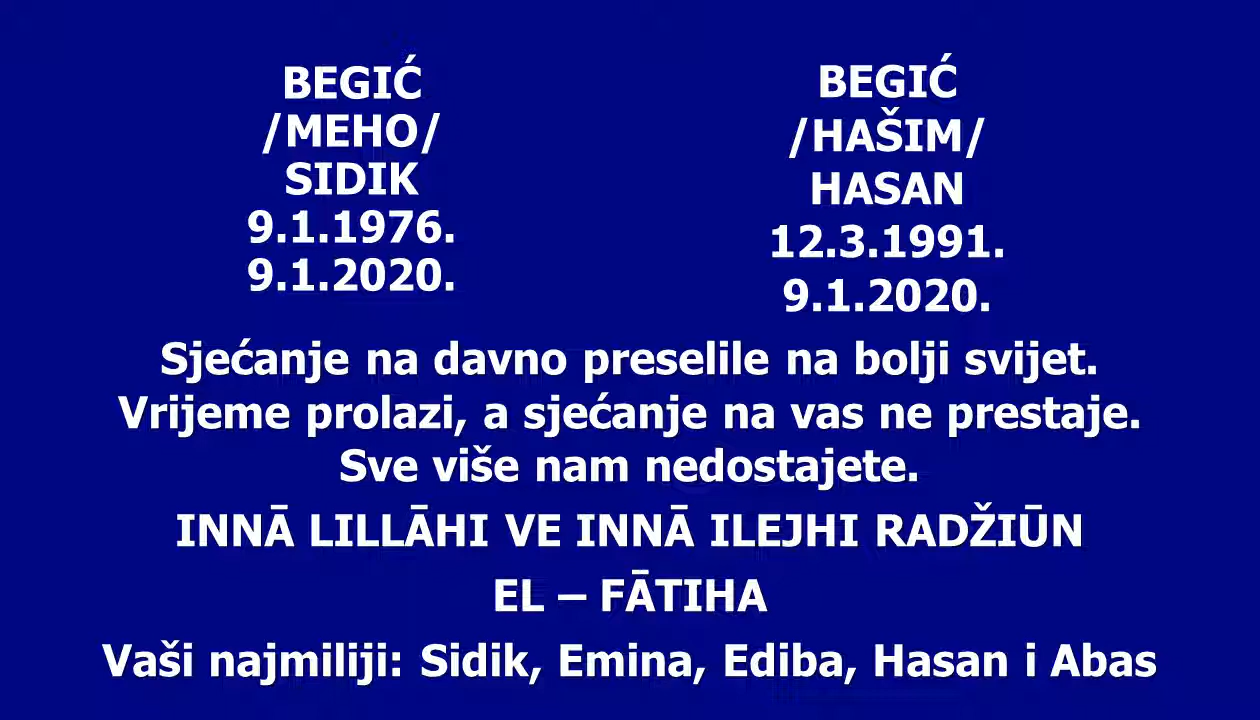 BEGIĆ
/MEHO/
SIDIK
9.1.1976.
9.1.2020.
BEGIĆ
/HAŠIM/
HASAN
12.3.1991.
9.1.2020.
Sjećanje na davno preselile na bolji svijet.
Vrijeme prolazi, a sjećanje na vas ne prestaje.
Sve više nam nedostajete.
INNĀ LILLĀHI VE INNĀ ILEJHI RADŽIŪN
EL – FĀTIHA
Vaši najmiliji: Sidik, Emina, Ediba, Hasan i Abas